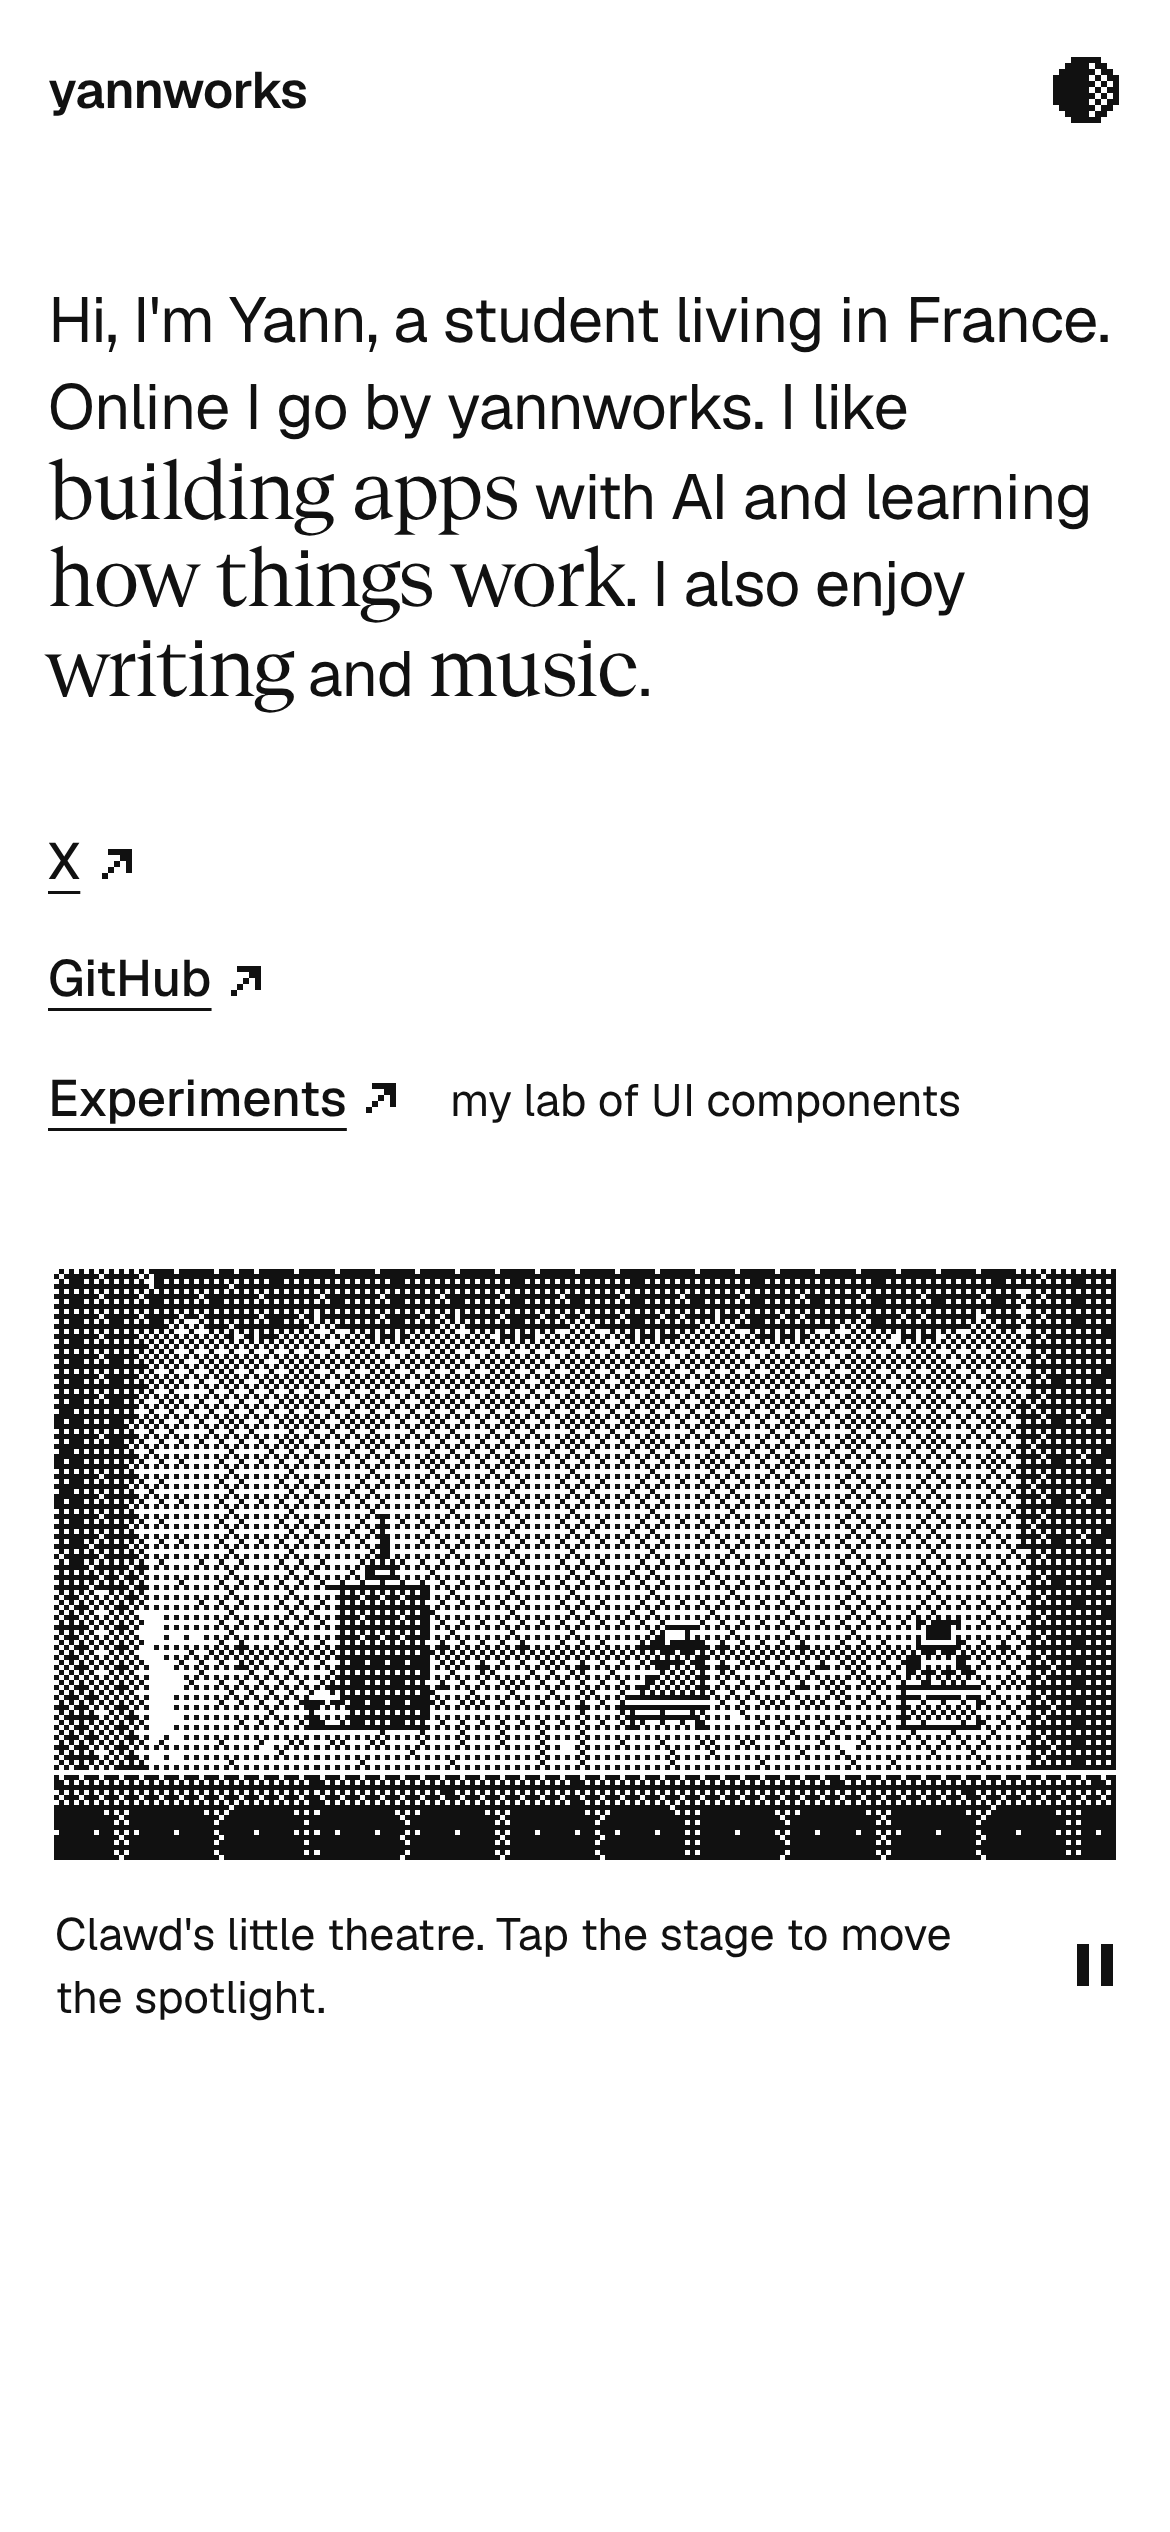 yannworks
Hi, I'm Yann, a student living in France.
Online I go by yannworks. I like
building apps with AI and learning
how things work. I also enjoy
writing and music.
X
GitHub
Experiments my lab of UI components
Clawd's little theatre. Tap the stage to move
the spotlight.